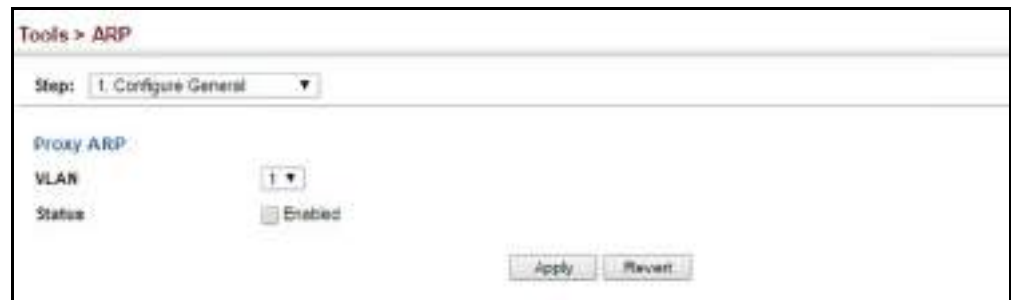 Tools > ARP
Step: 1. Configure General
Proxy ARP
VLAN 1
Status Enabled
Apply Revert